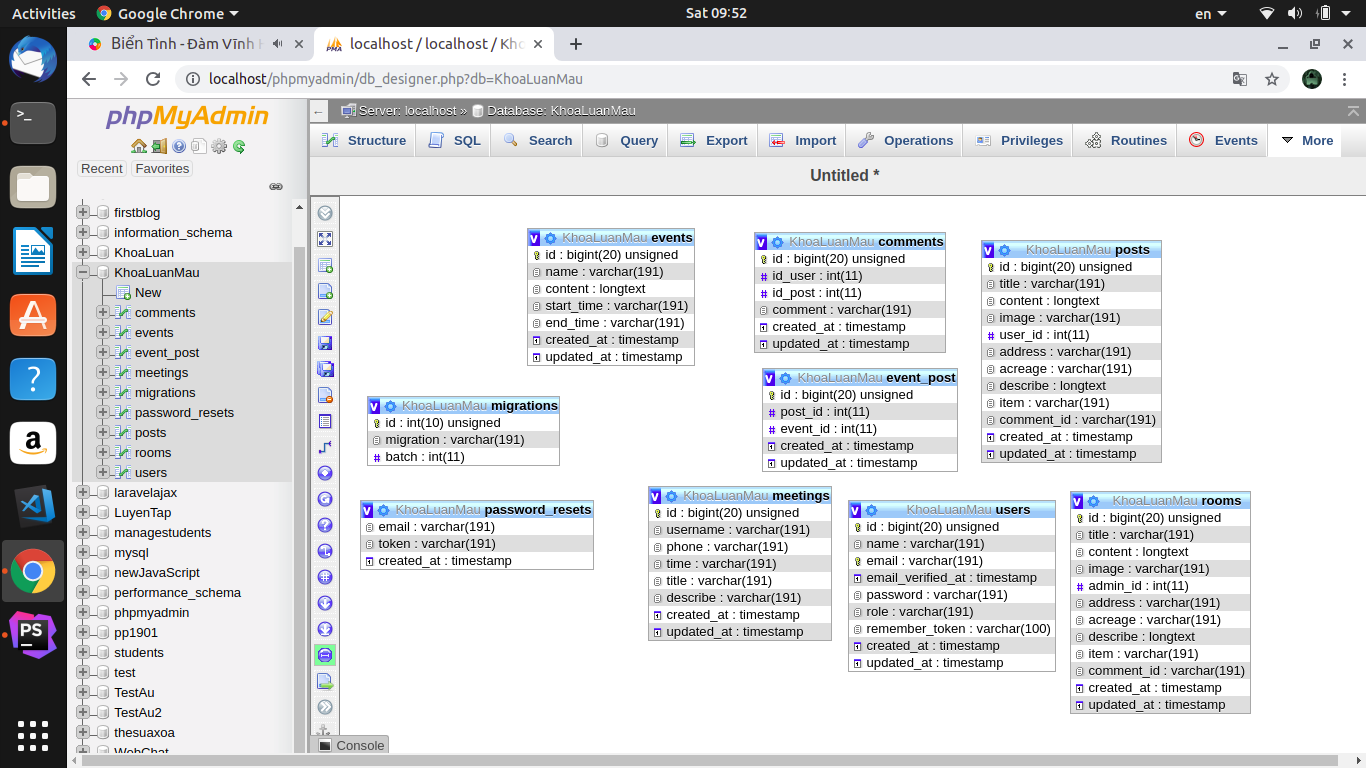 Activities
Google Chrome
Sat 09:52
en
Biển Tình - Đàm Vĩnh
localhost / localhost / Kho
localhost/phpmyadmin/db_designer.php?db=KhoaLuanMau
phpMyAdmin
Recent
Favorites
firstblog
information_schema
KhoaLuan
KhoaLuanMau
New
comments
events
event_post
meetings
migrations
password_resets
posts
rooms
users
laravelajax
LuyenTap
managestudents
mysql
newJavaScript
performance_schema
phpmyadmin
pp1901
students
test
TestAu
TestAu2
thesuaxoa
WebChat
Server: localhost » Database: KhoaLuanMau
Structure
SQL
Search
Query
Export
Import
Operations
Privileges
Routines
Events
More
Untitled *
KhoaLuanMau events
id : bigint(20) unsigned
name : varchar(191)
content : longtext
start_time : varchar(191)
end_time : varchar(191)
created_at : timestamp
updated_at : timestamp
KhoaLuanMau comments
id : bigint(20) unsigned
id_user : int(11)
id_post : int(11)
comment : varchar(191)
created_at : timestamp
updated_at : timestamp
KhoaLuanMau posts
id : bigint(20) unsigned
title : varchar(191)
content : longtext
image : varchar(191)
user_id : int(11)
address : varchar(191)
acreage : varchar(191)
describe : longtext
item : varchar(191)
comment_id : varchar(191)
created_at : timestamp
updated_at : timestamp
KhoaLuanMau event_post
id : bigint(20) unsigned
post_id : int(11)
event_id : int(11)
created_at : timestamp
updated_at : timestamp
KhoaLuanMau migrations
id : int(10) unsigned
migration : varchar(191)
batch : int(11)
KhoaLuanMau password_resets
email : varchar(191)
token : varchar(191)
created_at : timestamp
KhoaLuanMau meetings
id : bigint(20) unsigned
username : varchar(191)
phone : varchar(191)
time : varchar(191)
title : varchar(191)
describe : varchar(191)
created_at : timestamp
updated_at : timestamp
KhoaLuanMau users
id : bigint(20) unsigned
name : varchar(191)
email : varchar(191)
email_verified_at : timestamp
password : varchar(191)
role : varchar(191)
remember_token : varchar(100)
created_at : timestamp
updated_at : timestamp
KhoaLuanMau rooms
id : bigint(20) unsigned
title : varchar(191)
content : longtext
image : varchar(191)
admin_id : int(11)
address : varchar(191)
acreage : varchar(191)
describe : longtext
item : varchar(191)
comment_id : varchar(191)
created_at : timestamp
updated_at : timestamp
Console